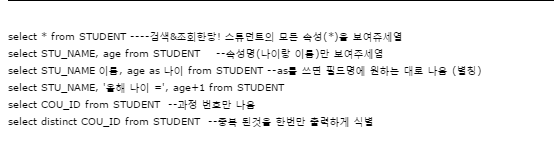 select * from STUDENT ----검색&조회한당! 스튜던트의 모든 속성(*)을 보여쥬세열
select STU_NAME, age from STUDENT --속성명(나이랑 이름)만 보여주세열
select STU_NAME 이름, age as 나이 from STUDENT --as를 쓰면 필드명에 원하는 대로 나옴 (별칭)
select STU_NAME, '올해 나이 =', age+1 from STUDENT
select COU_ID from STUDENT --과정 번호만 나옴
select distinct COU_ID from STUDENT --중복 된것을 한번만 출력하게 식별